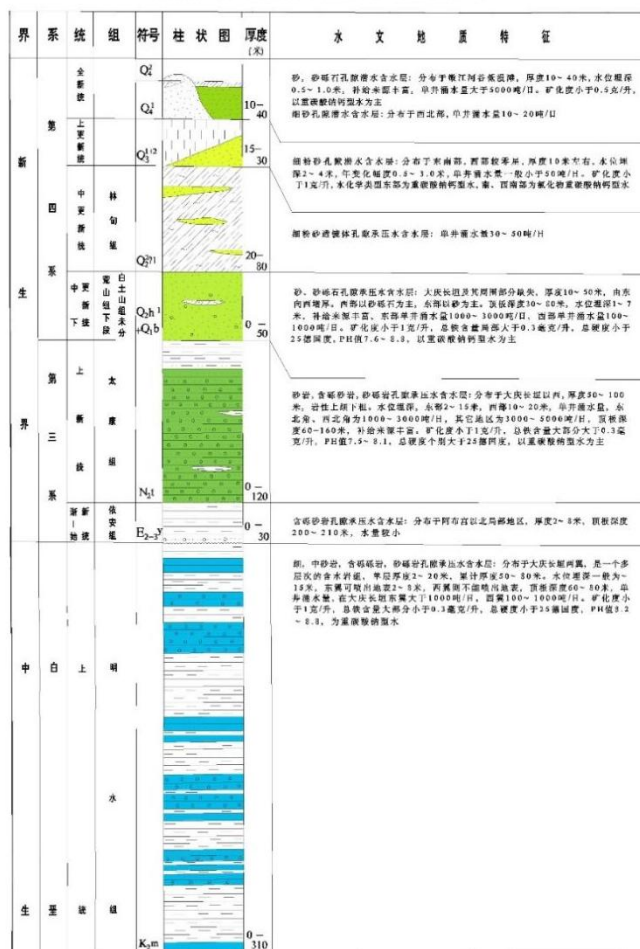 界 系 统 组 符号 柱 状 图 厚度(米) 水 文 地 质 特 征
新 生 界
第 四 系
全新统
Q₄²
Q₄¹
10-40
砂、砂砾石孔隙潜水含水层：分布于嫩江河谷低漫滩，厚度10~40米，水位埋深
0.5~1.0米，补给来源丰富，单井涌水量大于5000吨/日。矿化度小于0.5克/升，
以重碳酸钠钙型水为主
细砂孔隙潜水含水层：分布于西北部，单井涌水量10~20吨/日
上更新统
Q₃¹⁺²
15-30
细粉砂孔隙潜水含水层：分布于东南部，西部较零星，厚度10米左右，水位埋
深2~4米，年变化幅度0.5~3.0米，单井涌水量一般小于50吨/日。矿化度小
于1克/升，水化学类型东部为重碳酸钠钙型水，南、西南部为氯化物重碳酸钠钙型水
中更新统
林甸组
20-80
细粉砂透镜体孔隙承压水含水层：单井涌水量30~50吨/日
中下更新统
荒山组下段
白土山组未分
Q₂h¹
+Q₁b
0-50
砂、砂砾石孔隙承压水含水层：大庆长垣及其周围部分缺失，厚度10~50米，由东
向西增厚。西部以砂砾石为主，东部以砂为主。顶板深度30~80米，水位埋深1~7
米，补给来源丰富，东部单井涌水量1000~3000吨/日，西部单井涌水量100~
1000吨/日。矿化度小于1克/升，总铁含量局部大于0.3毫克/升，总硬度小于
25德国度，PH值7.6~8.8，以重碳酸钠钙型水为主
第 三 系
上 新 统
太 康 组
N₂t
0-120
砂岩，含砾砂岩，砂砾岩孔隙承压水含水层：分布于大庆长垣以西，厚度50~100
米，岩性上细下粗。水位埋深，东部2~15米，西部10~20米，单井涌水量，东
北角、西北角为1000~3000吨/日，其它地区为3000~5000吨/日，顶板深
度60~160米，补给来源丰富。矿化度小于1克/升，总铁含量大部分大于0.3毫
克/升，PH值7.5~8.1，总硬度个别大于25德国度，以重碳酸钠钙型水为主
渐新统-始新统
依安组
E₂₋₃y
0-30
含砾砂岩孔隙承压水含水层：分布于阿布吉以北局部地区，厚度2~8米，顶板深度
200~210米，水量较小
中 生 界
白 垩 系
上 统
明 水 组
K₂m
0-310
细、中砂岩，含砾砂岩，砂砾岩孔隙承压水含水层：分布于大庆长垣两翼，是一个多
层次的含水岩组，单层厚度2~20米，累计厚度50~80米。水位埋深一般为~
15米，东翼可喷出地表2~8米，西翼则不能喷出地表，顶板深度60~80米，单
井涌水量，在大庆长垣东翼大于1000吨/日，西翼100~1000吨/日。矿化度小
于1克/升，总铁含量大部分小于0.3毫克/升，总硬度小于25德国度，PH值8.2
~8.8，为重碳酸钠型水